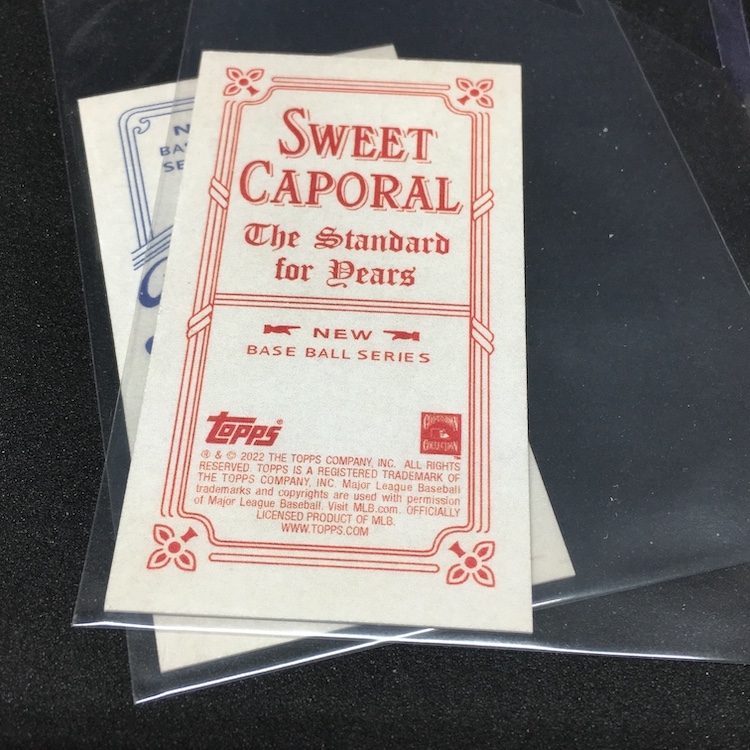 SWEET
CAPORAL
The Standard
for Years
NEW
BASE BALL SERIES
TOPPS®
COOPERSTOWN
COLLECTION™
® & © 2022 THE TOPPS COMPANY, INC. ALL RIGHTS
RESERVED. TOPPS IS A REGISTERED TRADEMARK OF
THE TOPPS COMPANY, INC. Major League Baseball
trademarks and copyrights are used with permission
of Major League Baseball. Visit MLB.com. OFFICIALLY
LICENSED PRODUCT OF MLB.
WWW.TOPPS.COM